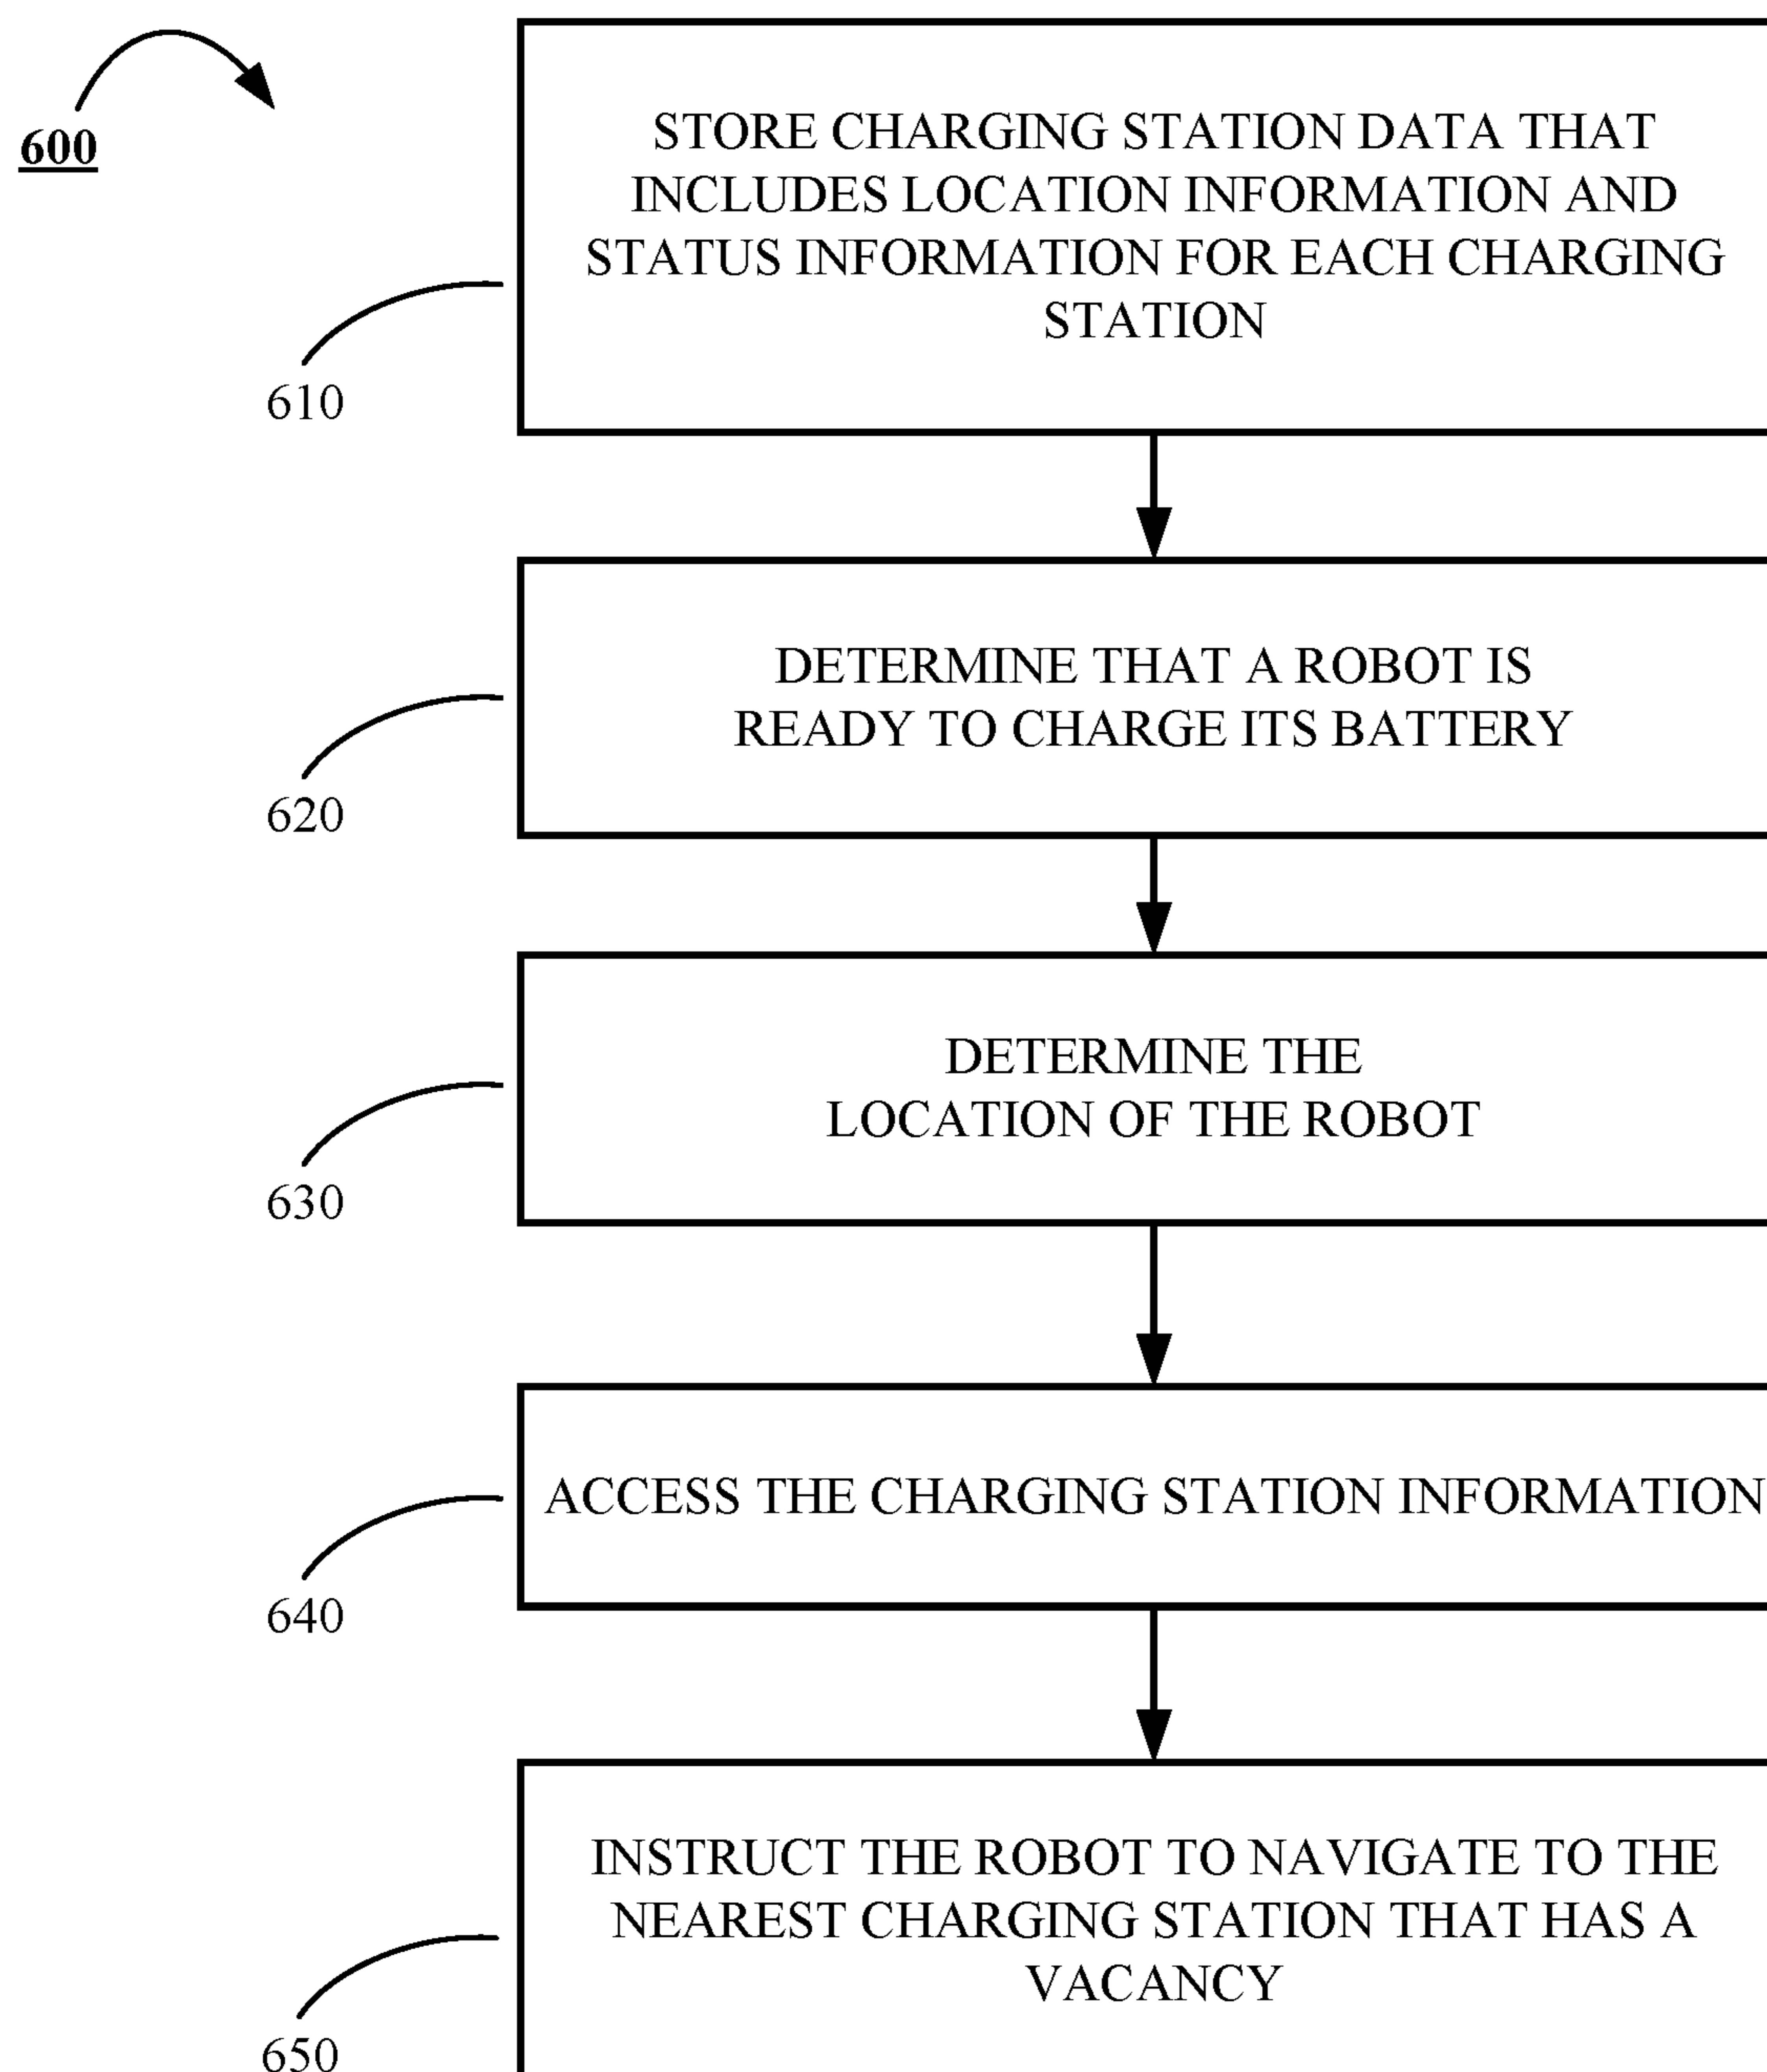 600
STORE CHARGING STATION DATA THAT
INCLUDES LOCATION INFORMATION AND
STATUS INFORMATION FOR EACH CHARGING
STATION
610
DETERMINE THAT A ROBOT IS
READY TO CHARGE ITS BATTERY
620
DETERMINE THE
LOCATION OF THE ROBOT
630
ACCESS THE CHARGING STATION INFORMATION
640
INSTRUCT THE ROBOT TO NAVIGATE TO THE
NEAREST CHARGING STATION THAT HAS A
VACANCY
650